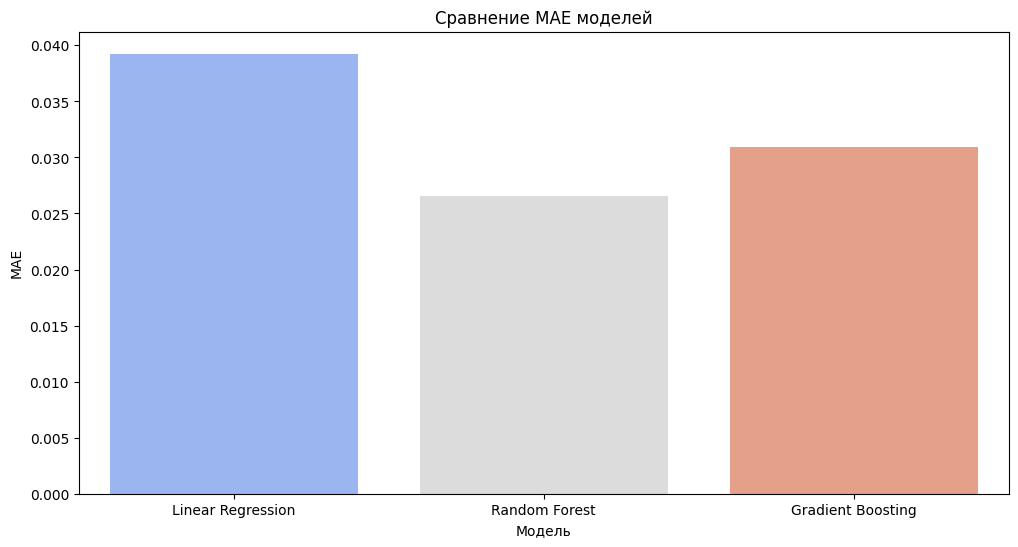 Сравнение MAE моделей
MAE
0.040
0.035
0.030
0.025
0.020
0.015
0.010
0.005
0.000
Linear Regression
Random Forest
Gradient Boosting
Модель